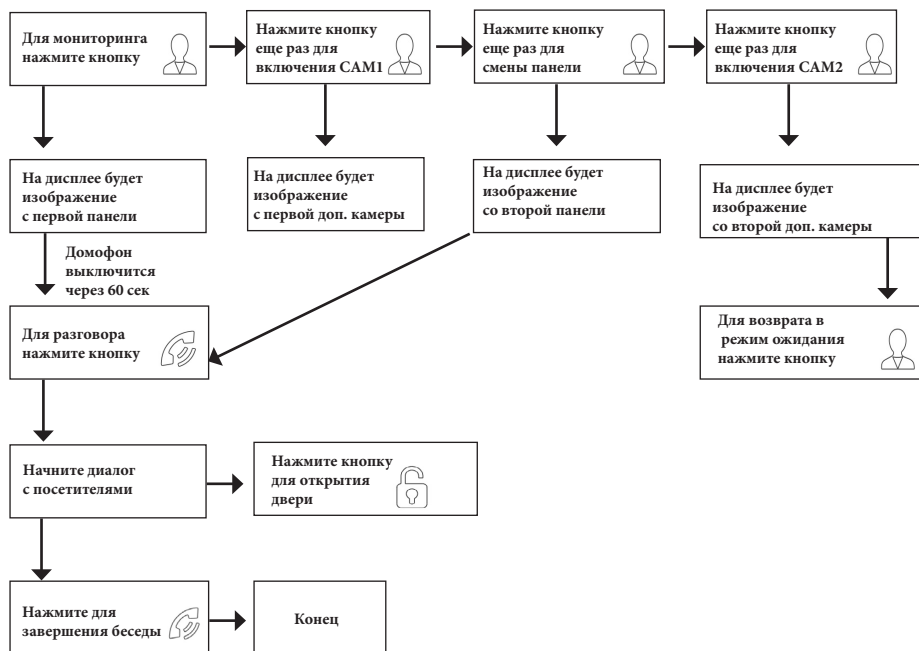 Для мониторинга
нажмите кнопку
Нажмите кнопку
еще раз для
включения CAM1
Нажмите кнопку
еще раз для
смены панели
Нажмите кнопку
еще раз для
включения CAM2
На дисплее будет
изображение
с первой панели
На дисплее будет
изображение
с первой доп. камеры
На дисплее будет
изображение
со второй панели
На дисплее будет
изображение
со второй доп. камеры
Домофон
выключится
через 60 сек
Для разговора
нажмите кнопку
Для возврата в
режим ожидания
нажмите кнопку
Начните диалог
с посетителями
Нажмите кнопку
для открытия
двери
Нажмите для
завершения беседы
Конец